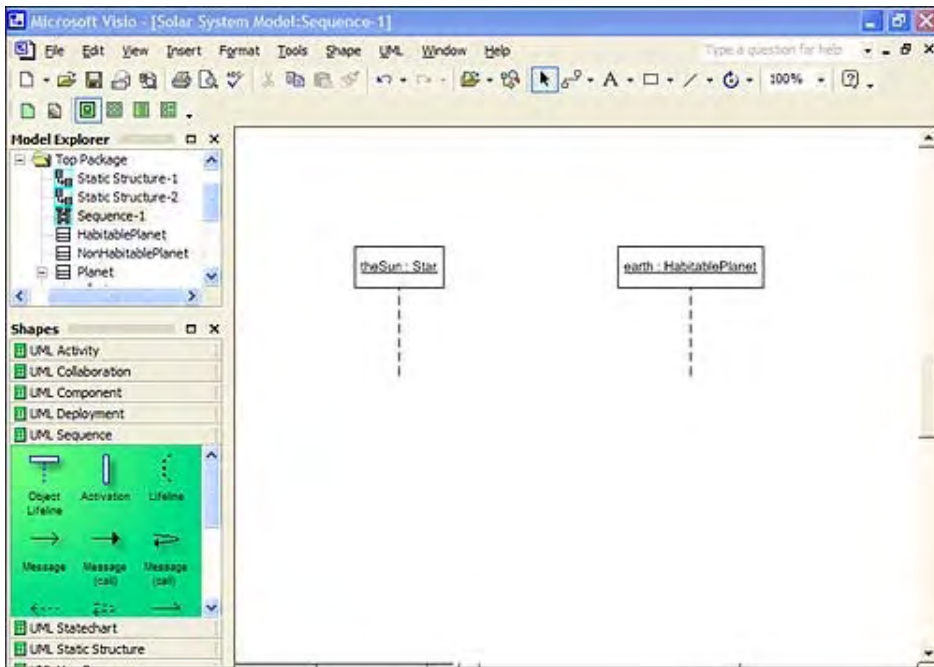 Microsoft Visio - [Solar System Model:Sequence-1]
File Edit View Insert Format Tools Shape UML Window Help Type a question for help
100%
Model Explorer
Top Package
Static Structure-1
Static Structure-2
Sequence-1
HabitablePlanet
NonHabitablePlanet
Planet
theSun : Star
earth : HabitablePlanet
Shapes
UML Activity
UML Collaboration
UML Component
UML Deployment
UML Sequence
Object Activation Lifeline
Lifeline
Message Message Message
(call) (call)
UML Statechart
UML Static Structure